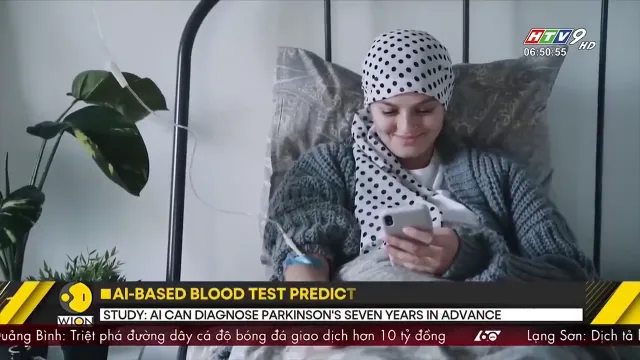 HTV9 HD
06:50:55
AI-BASED BLOOD TEST PREDICT
WION
STUDY: AI CAN DIAGNOSE PARKINSON'S SEVEN YEARS IN ADVANCE
Quảng Bình: Triệt phá đường dây cá độ bóng đá giao dịch hơn 10 tỷ đồng
Lạng Sơn: Dịch tả